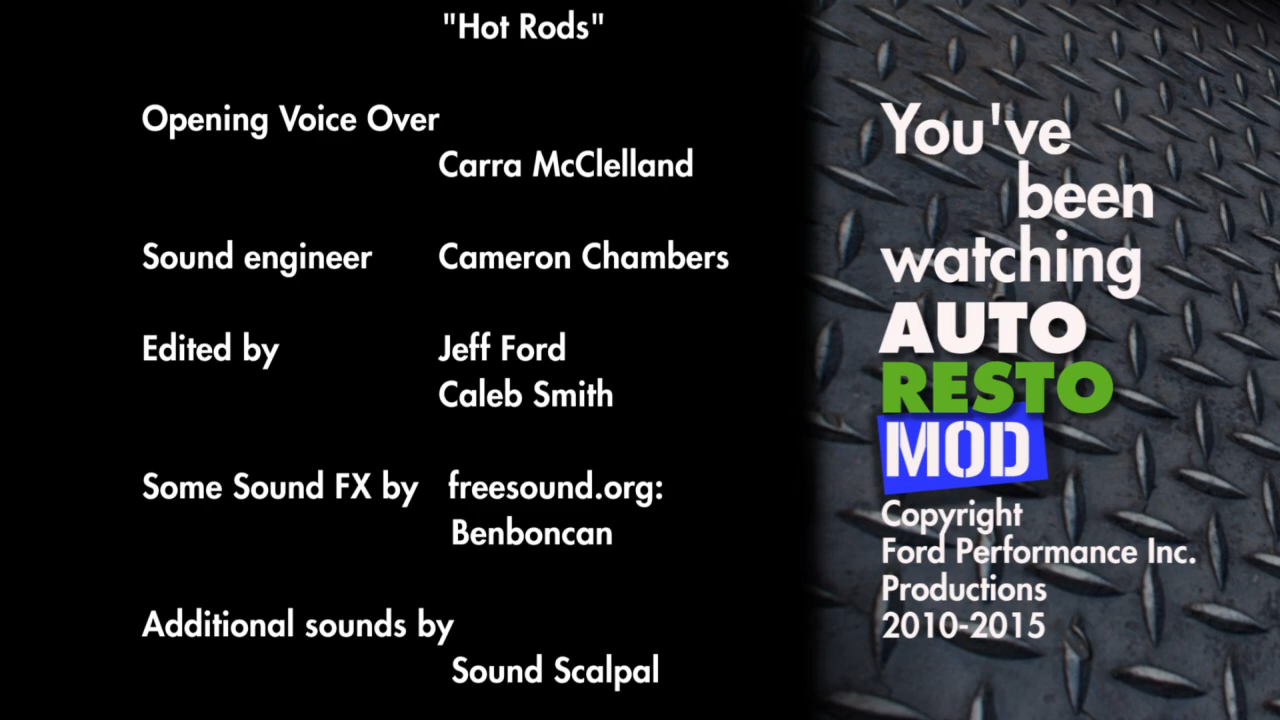 "Hot Rods"
Opening Voice Over
Carra McClelland
Sound engineer Cameron Chambers
Edited by Jeff Ford
Caleb Smith
Some Sound FX by freesound.org:
Benboncan
Additional sounds by
Sound Scalpal
You've
been
watching
AUTO
RESTO
MOD
Copyright
Ford Performance Inc.
Productions
2010-2015